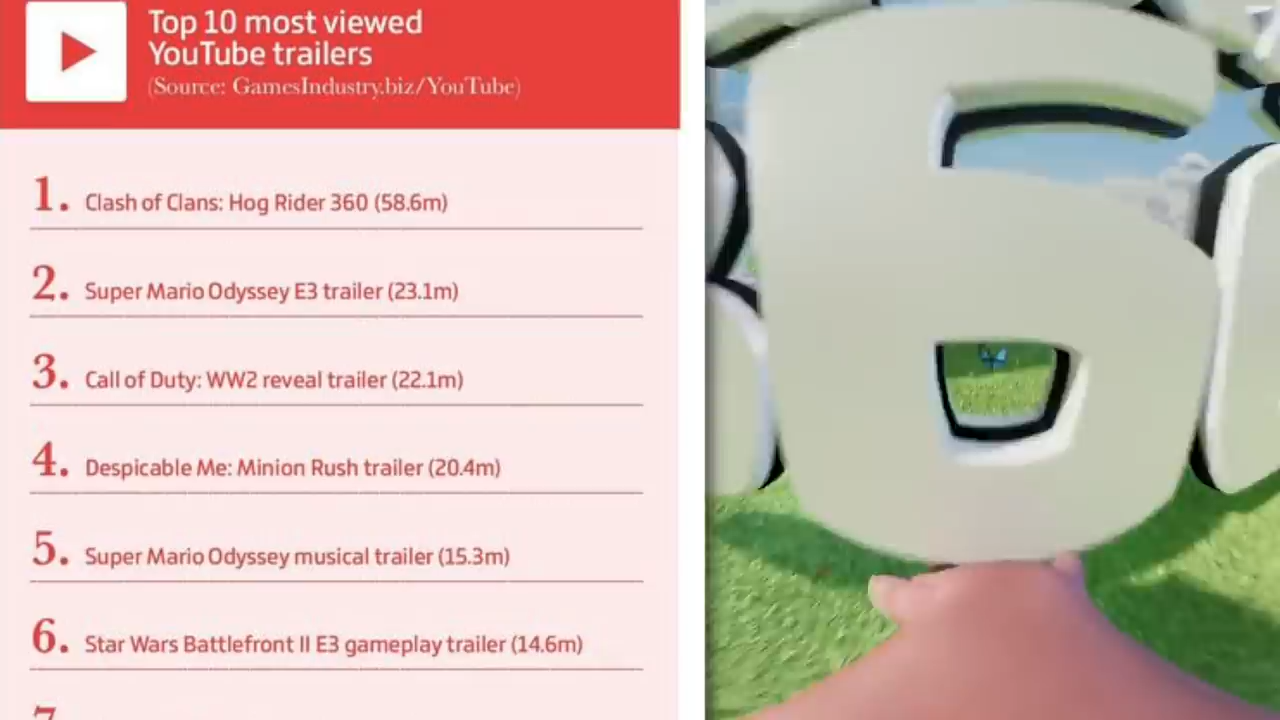 Top 10 most viewed
YouTube trailers
(Source: GamesIndustry.biz/YouTube)
1. Clash of Clans: Hog Rider 360 (58.6m)
2. Super Mario Odyssey E3 trailer (23.1m)
3. Call of Duty: WW2 reveal trailer (22.1m)
4. Despicable Me: Minion Rush trailer (20.4m)
5. Super Mario Odyssey musical trailer (15.3m)
6. Star Wars Battlefront II E3 gameplay trailer (14.6m)
7.
6